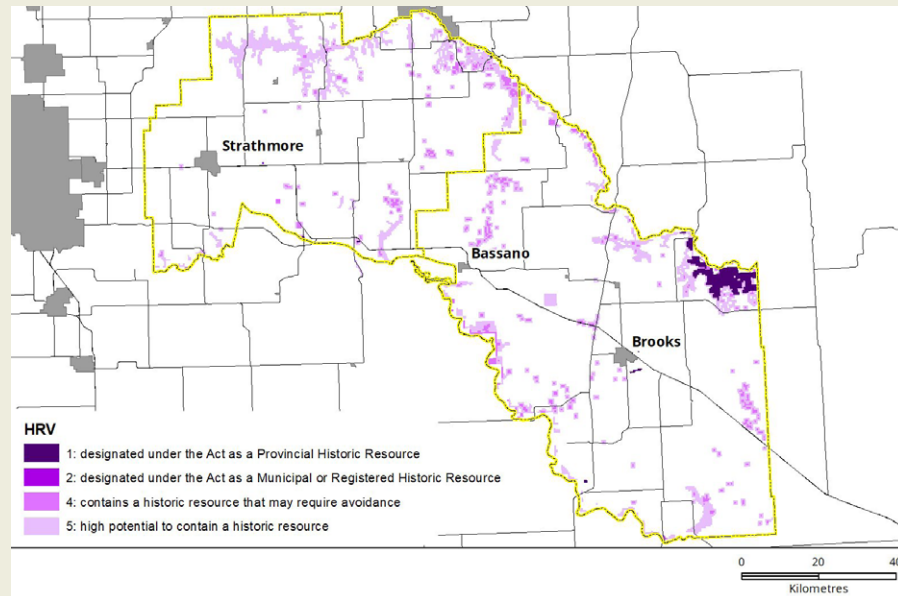 Strathmore
Bassano
Brooks
HRV
1: designated under the Act as a Provincial Historic Resource
2: designated under the Act as a Municipal or Registered Historic Resource
4: contains a historic resource that may require avoidance
5: high potential to contain a historic resource
0 20 40
Kilometres